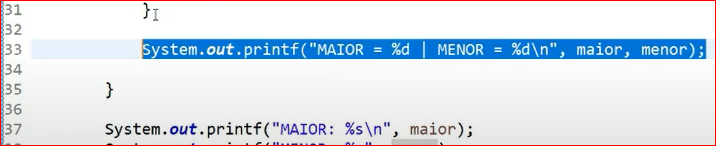 31 }
32
33 System.out.printf("MAIOR = %d | MENOR = %d\n", maior, menor);
34
35 }
36
37 System.out.printf("MAIOR: %s\n", maior);